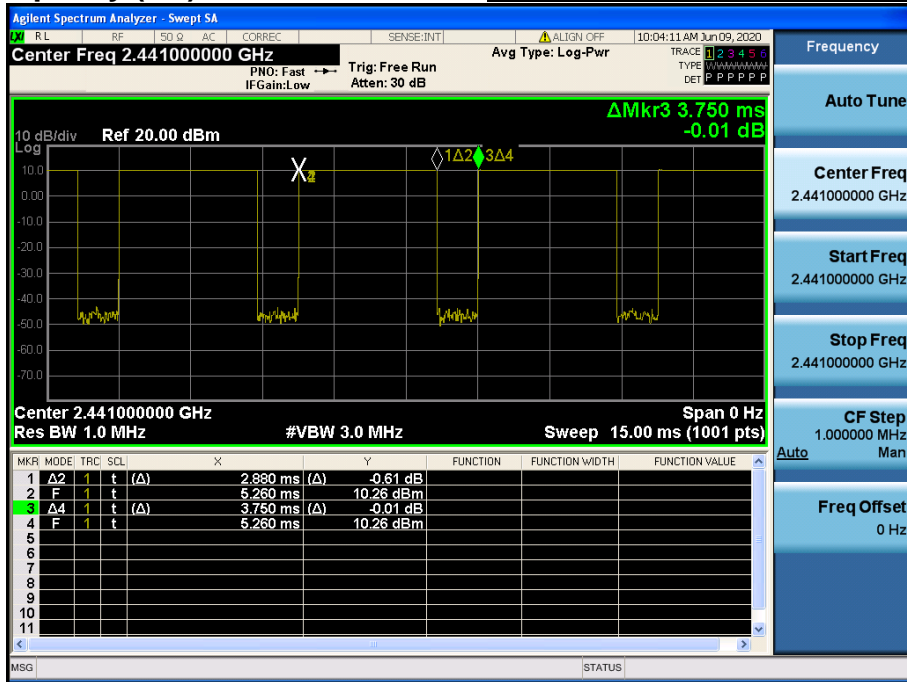 Agilent Spectrum Analyzer - Swept SA
LXI RL RF 50 Ω AC CORREC SENSE:INT ALIGN OFF 10:04:11 AM Jun 09, 2020
Center Freq 2.441000000 GHz
PNO: Fast
IFGain:Low
Trig: Free Run
Atten: 30 dB
Avg Type: Log-Pwr
TRACE 1 2 3 4 5 6
TYPE
DET P P P P P P
ΔMkr3 3.750 ms
-0.01 dB
10 dB/div Ref 20.00 dBm
Log
10.0
0.00
-10.0
-20.0
-30.0
-40.0
-50.0
-60.0
-70.0
X
1Δ2 3Δ4
Center 2.441000000 GHz Span 0 Hz
Res BW 1.0 MHz #VBW 3.0 MHz Sweep 15.00 ms (1001 pts)
MKR MODE TRC SCL X Y FUNCTION FUNCTION WIDTH FUNCTION VALUE
1 Δ2 1 t (Δ) 2.880 ms (Δ) -0.61 dB
2 F 1 t 5.260 ms 10.26 dBm
3 Δ4 1 t (Δ) 3.750 ms (Δ) -0.01 dB
4 F 1 t 5.260 ms 10.26 dBm
5
6
7
8
9
10
11
MSG STATUS
Frequency
Auto Tune
Center Freq
2.441000000 GHz
Start Freq
2.441000000 GHz
Stop Freq
2.441000000 GHz
CF Step
1.000000 MHz
Auto Man
Freq Offset
0 Hz